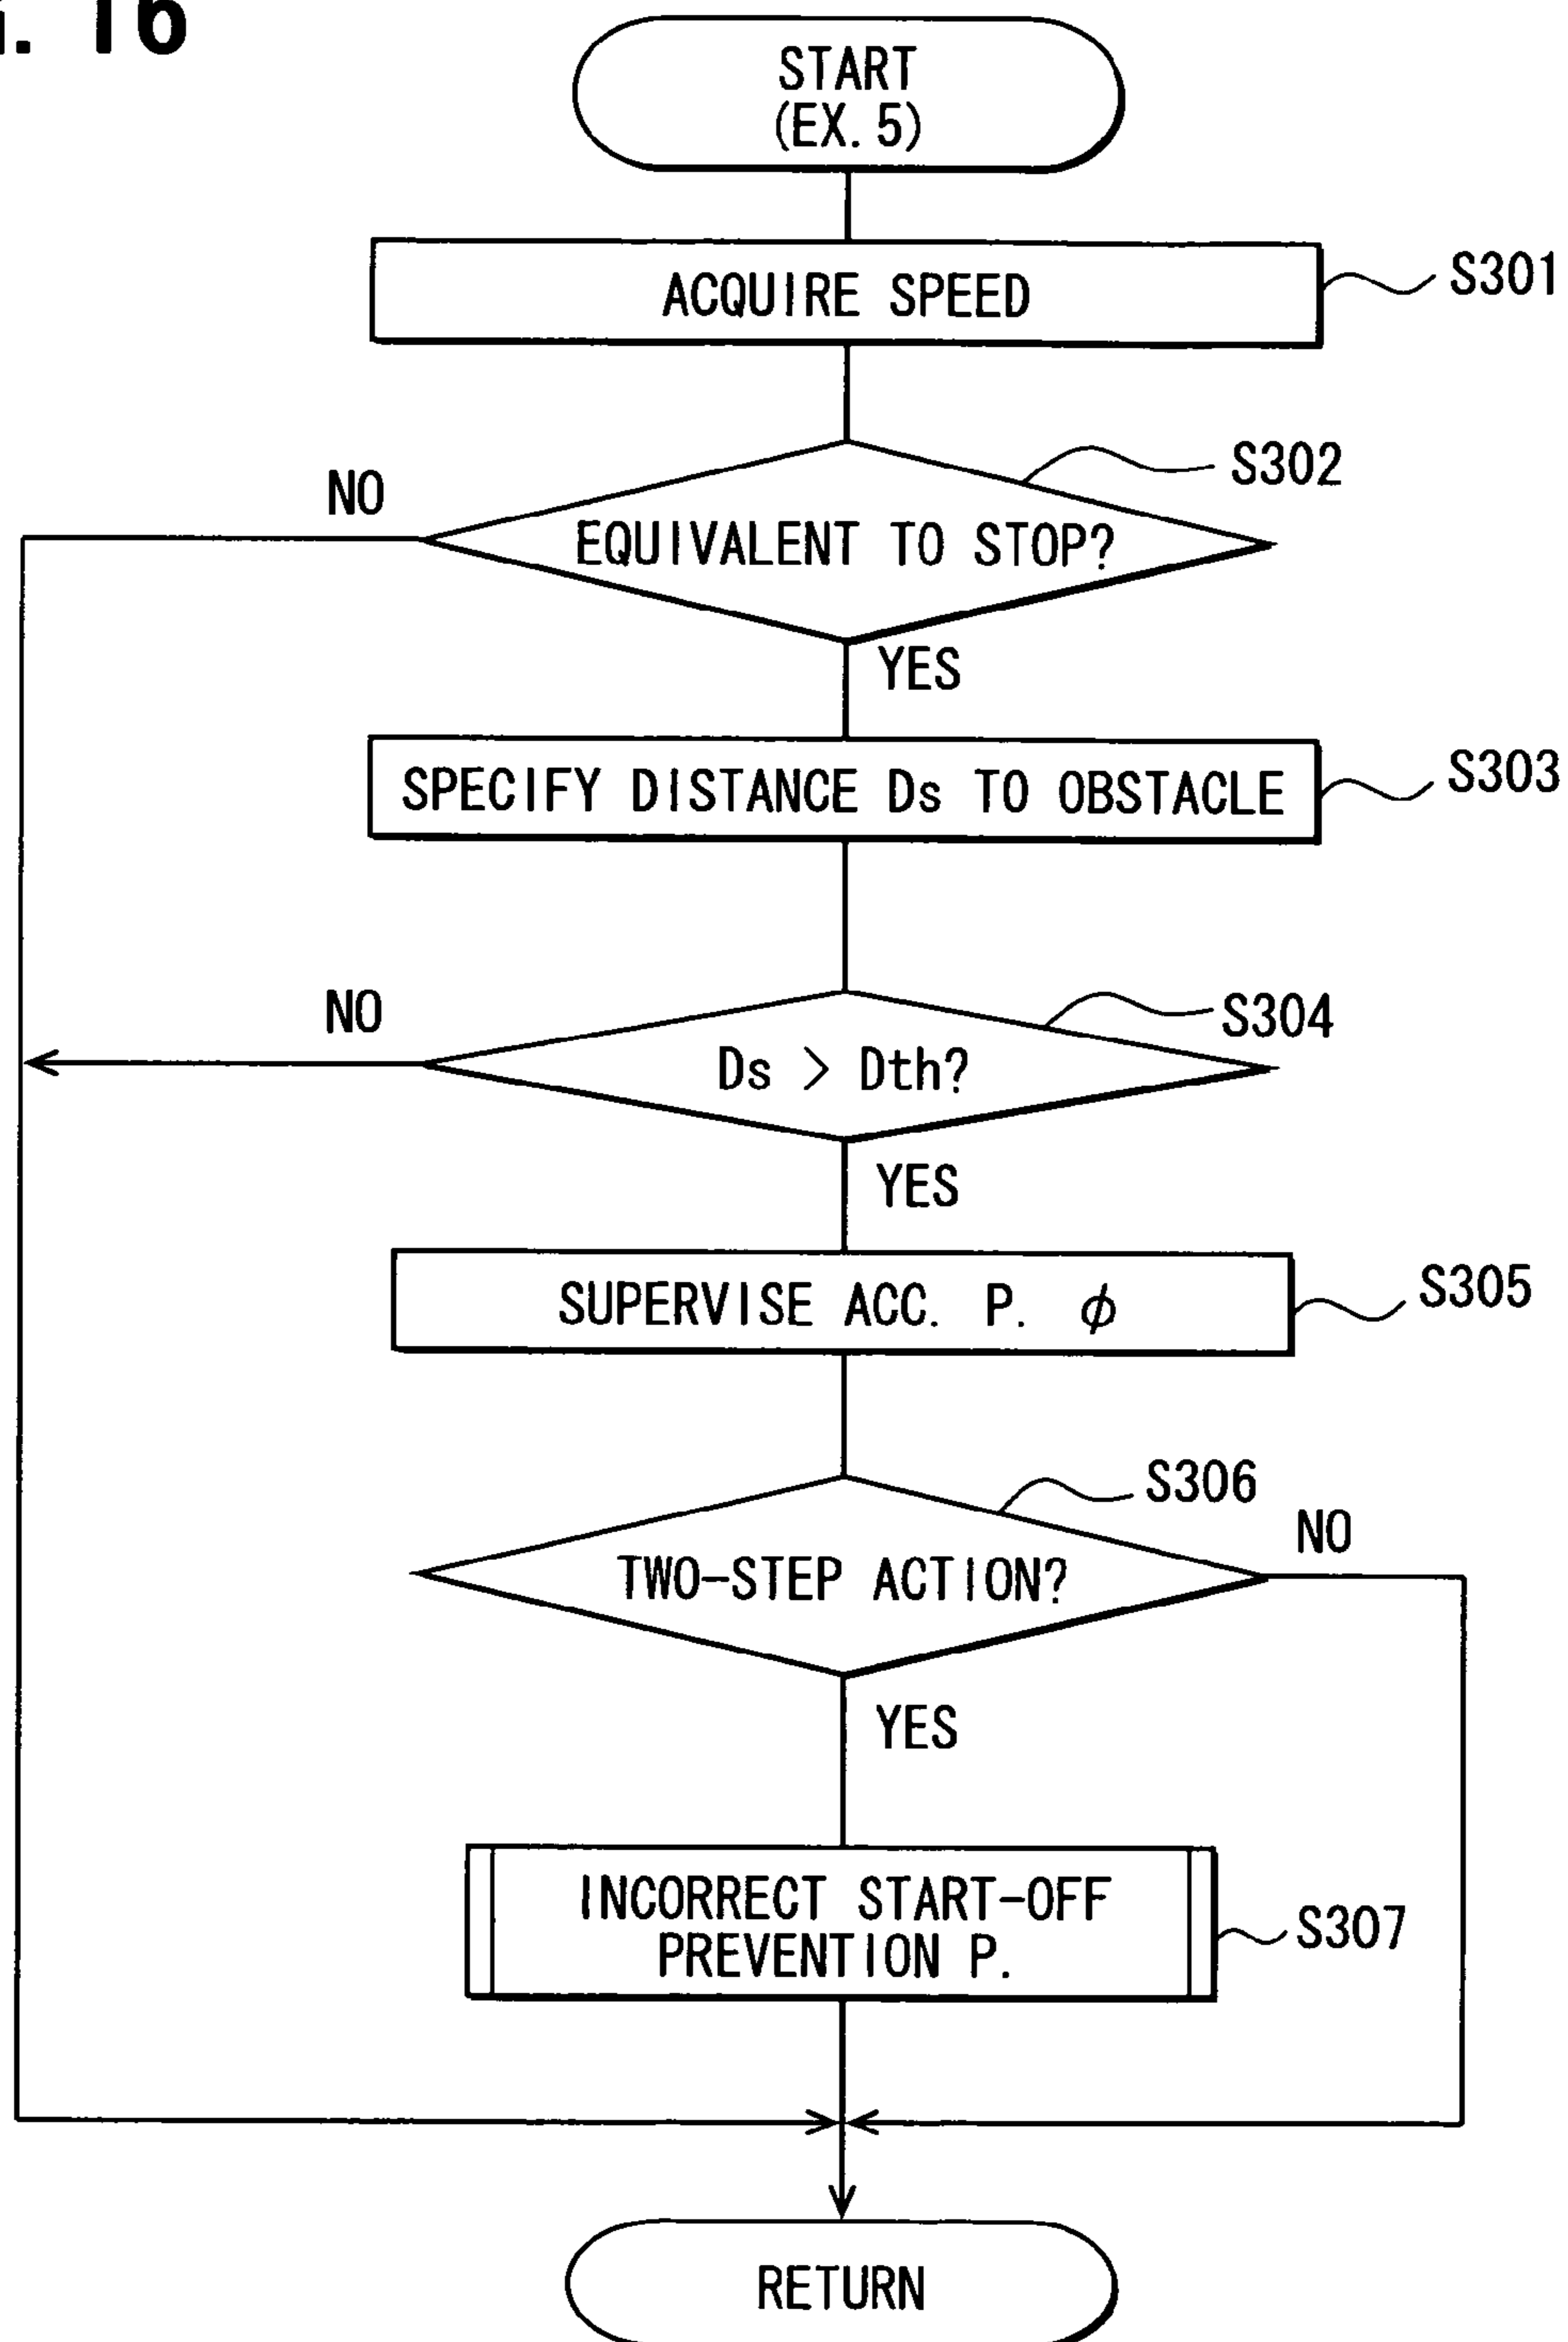 . 16
START
(EX. 5)
ACQUIRE SPEED
S301
S302
NO
EQUIVALENT TO STOP?
YES
SPECIFY DISTANCE Ds TO OBSTACLE
S303
NO
S304
Ds > Dth?
YES
SUPERVISE ACC. P. φ
S305
S306
NO
TWO-STEP ACTION?
YES
INCORRECT START-OFF
PREVENTION P.
S307
RETURN